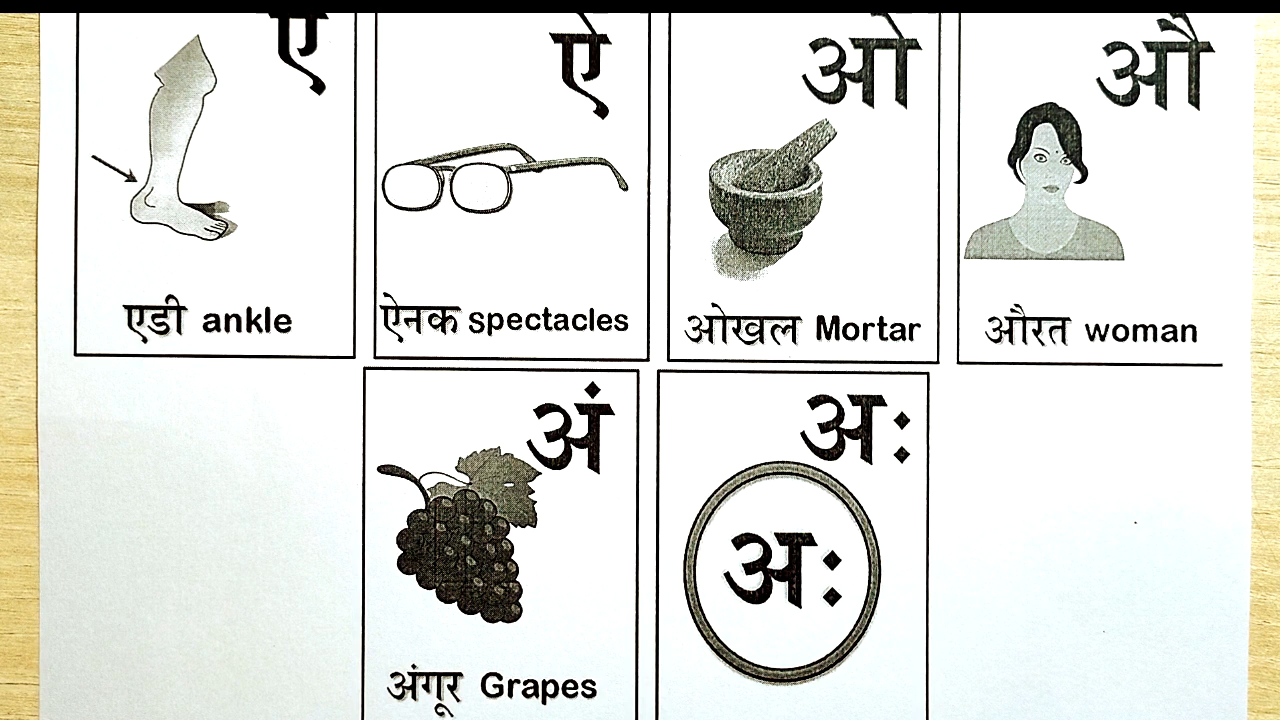 ए
ऐ
ओ
औ
एडी ankle
ऐनक spectacles
ओखल Mortar
औरत woman
अं
अः
अः
अंगूर Grapes